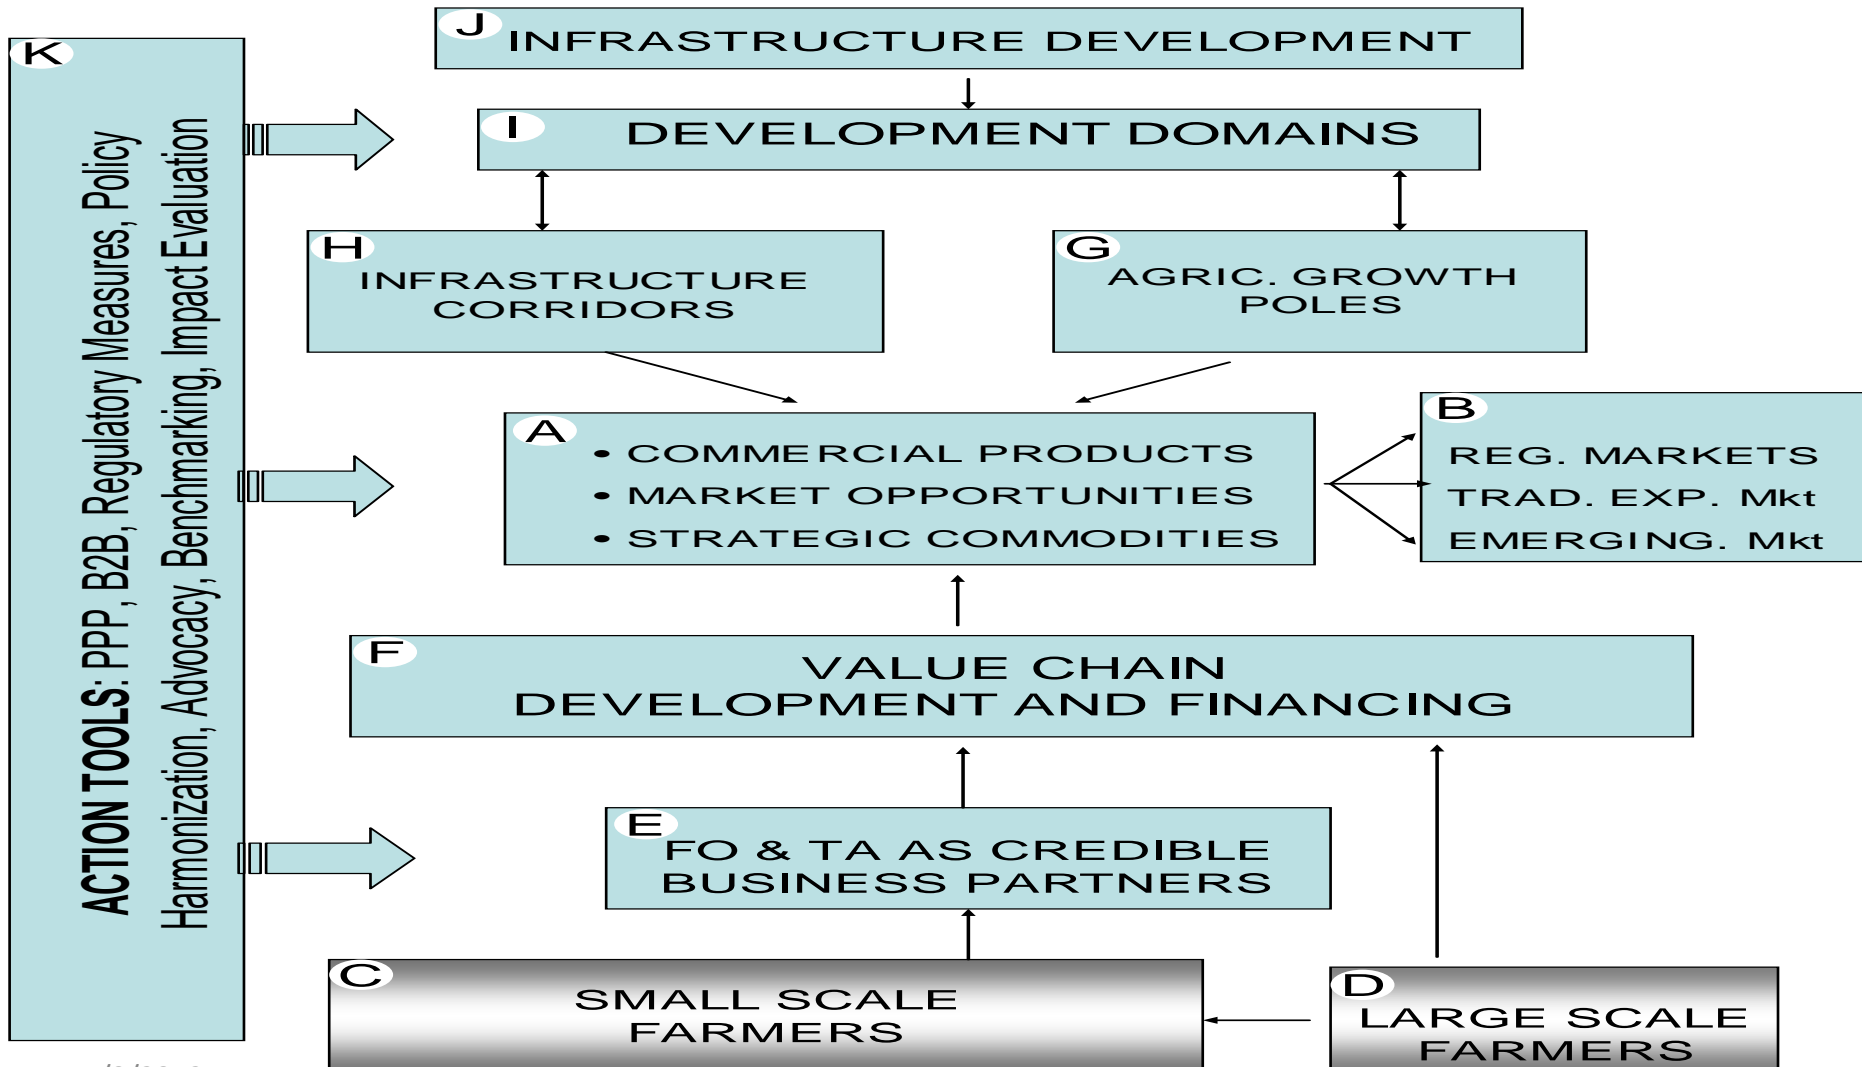 K
ACTION TOOLS: PPP, B2B, Regulatory Measures, Policy
Harmonization, Advocacy, Benchmarking, Impact Evaluation
J INFRASTRUCTURE DEVELOPMENT
I DEVELOPMENT DOMAINS
H
INFRASTRUCTURE
CORRIDORS
G
AGRIC. GROWTH
POLES
A
• COMMERCIAL PRODUCTS
• MARKET OPPORTUNITIES
• STRATEGIC COMMODITIES
B
REG. MARKETS
TRAD. EXP. Mkt
EMERGING. Mkt
F
VALUE CHAIN
DEVELOPMENT AND FINANCING
E
FO & TA AS CREDIBLE
BUSINESS PARTNERS
C
SMALL SCALE
FARMERS
D
LARGE SCALE
FARMERS